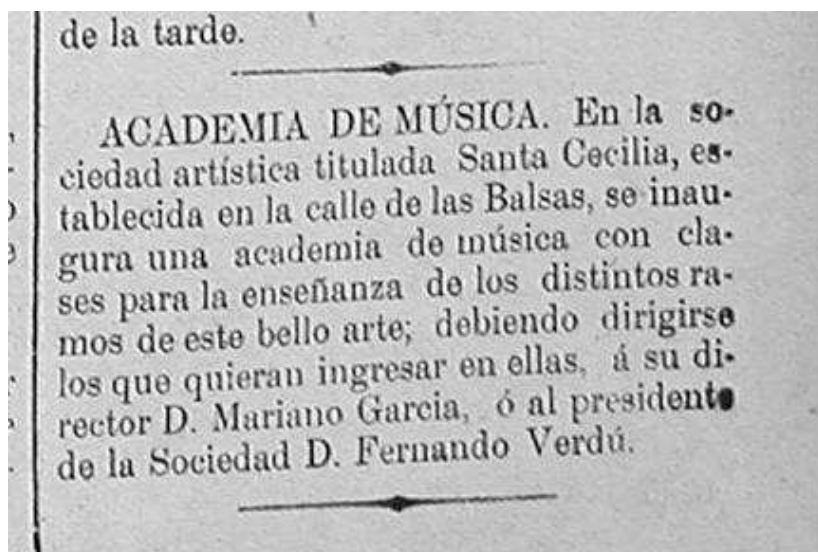 de la tarde.
ACADEMIA DE MÚSICA. En la so-
ciedad artística titulada Santa Cecilia, es-
tablecida en la calle de las Balsas, se inau-
gura una academia de música con cla-
ses para la enseñanza de los distintos ra-
mos de este bello arte; debiendo dirigirse
los que quieran ingresar en ellas, á su di-
rector D. Mariano Garcia, ó al presidente
de la Sociedad D. Fernando Verdú.